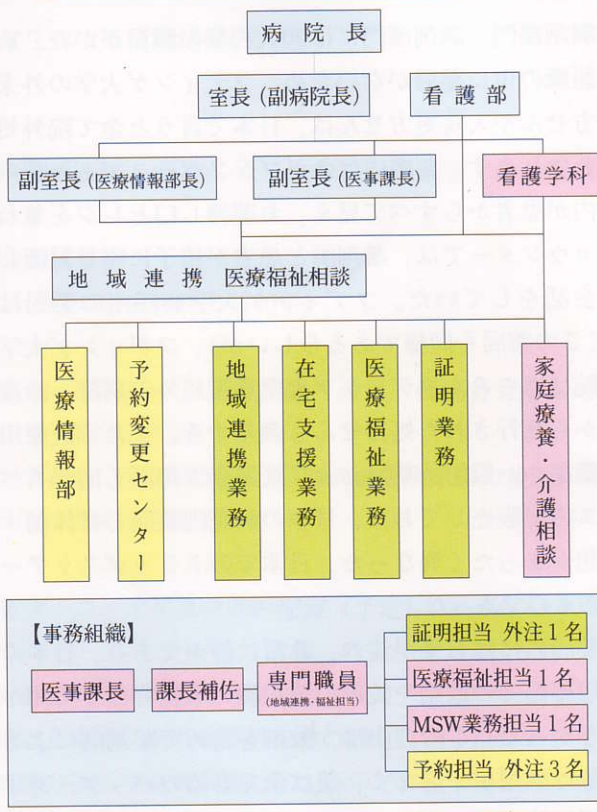 病院長
室長(副病院長)
看護部
副室長(医療情報部長)
副室長(医事課長)
看護学科
地域連携 医療福祉相談
医療情報部
予約変更センター
地域連携業務
在宅支援業務
医療福祉業務
証明業務
家庭療養・介護相談
【事務組織】
医事課長
課長補佐
専門職員
(地域連携・福祉担当)
証明担当 外注1名
医療福祉担当1名
MSW業務担当1名
予約担当 外注3名